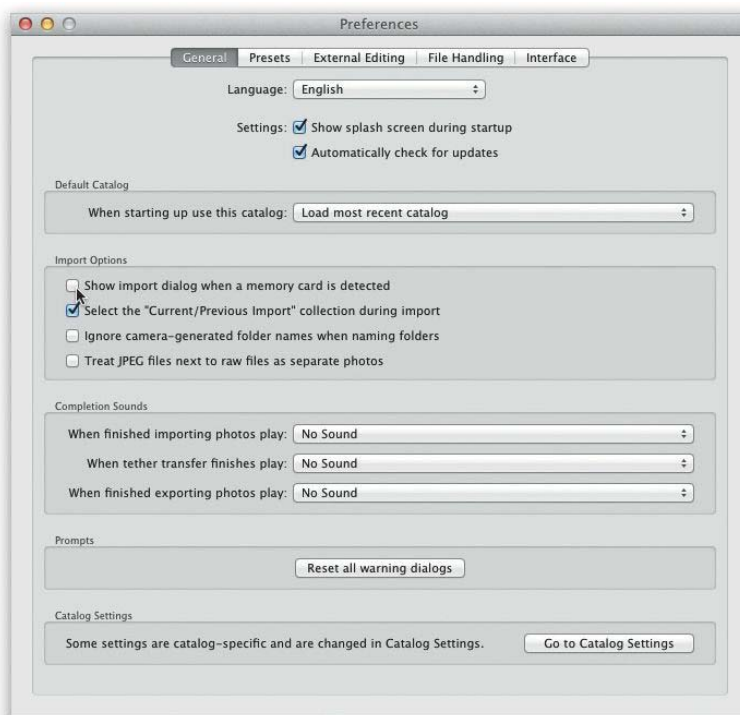 Preferences
General Presets External Editing File Handling Interface
Language: English
Settings: Show splash screen during startup
Automatically check for updates
Default Catalog
When starting up use this catalog: Load most recent catalog
Import Options
Show import dialog when a memory card is detected
Select the "Current/Previous Import" collection during import
Ignore camera-generated folder names when naming folders
Treat JPEG files next to raw files as separate photos
Completion Sounds
When finished importing photos play: No Sound
When tether transfer finishes play: No Sound
When finished exporting photos play: No Sound
Prompts
Reset all warning dialogs
Catalog Settings
Some settings are catalog-specific and are changed in Catalog Settings. Go to Catalog Settings